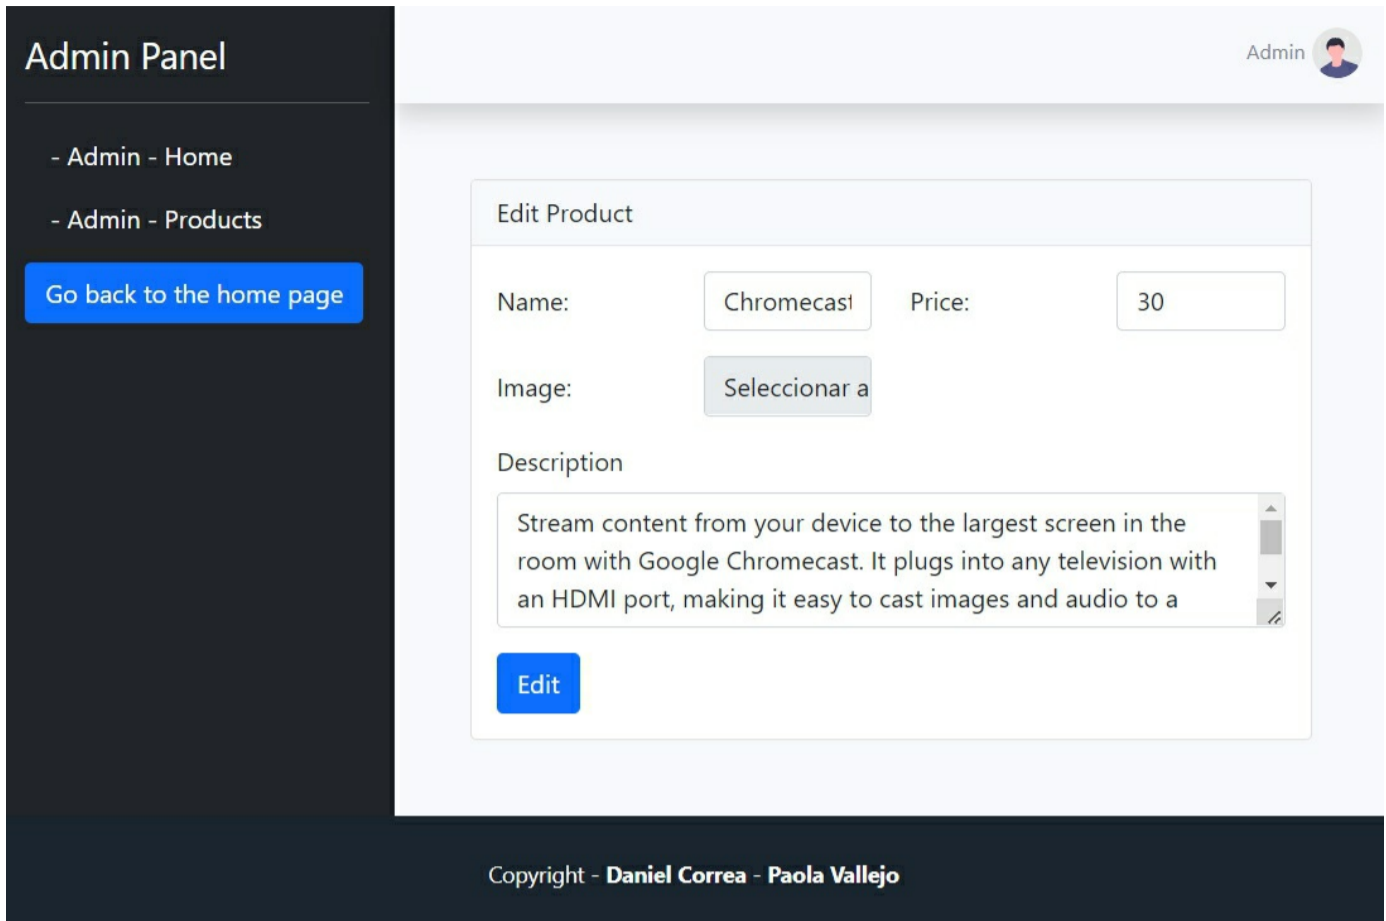 Admin Panel
Admin
- Admin - Home
- Admin - Products
Go back to the home page
Edit Product
Name:
Chromecast
Price:
30
Image:
Seleccionar a
Description
Stream content from your device to the largest screen in the
room with Google Chromecast. It plugs into any television with
an HDMI port, making it easy to cast images and audio to a
Edit
Copyright - Daniel Correa - Paola Vallejo